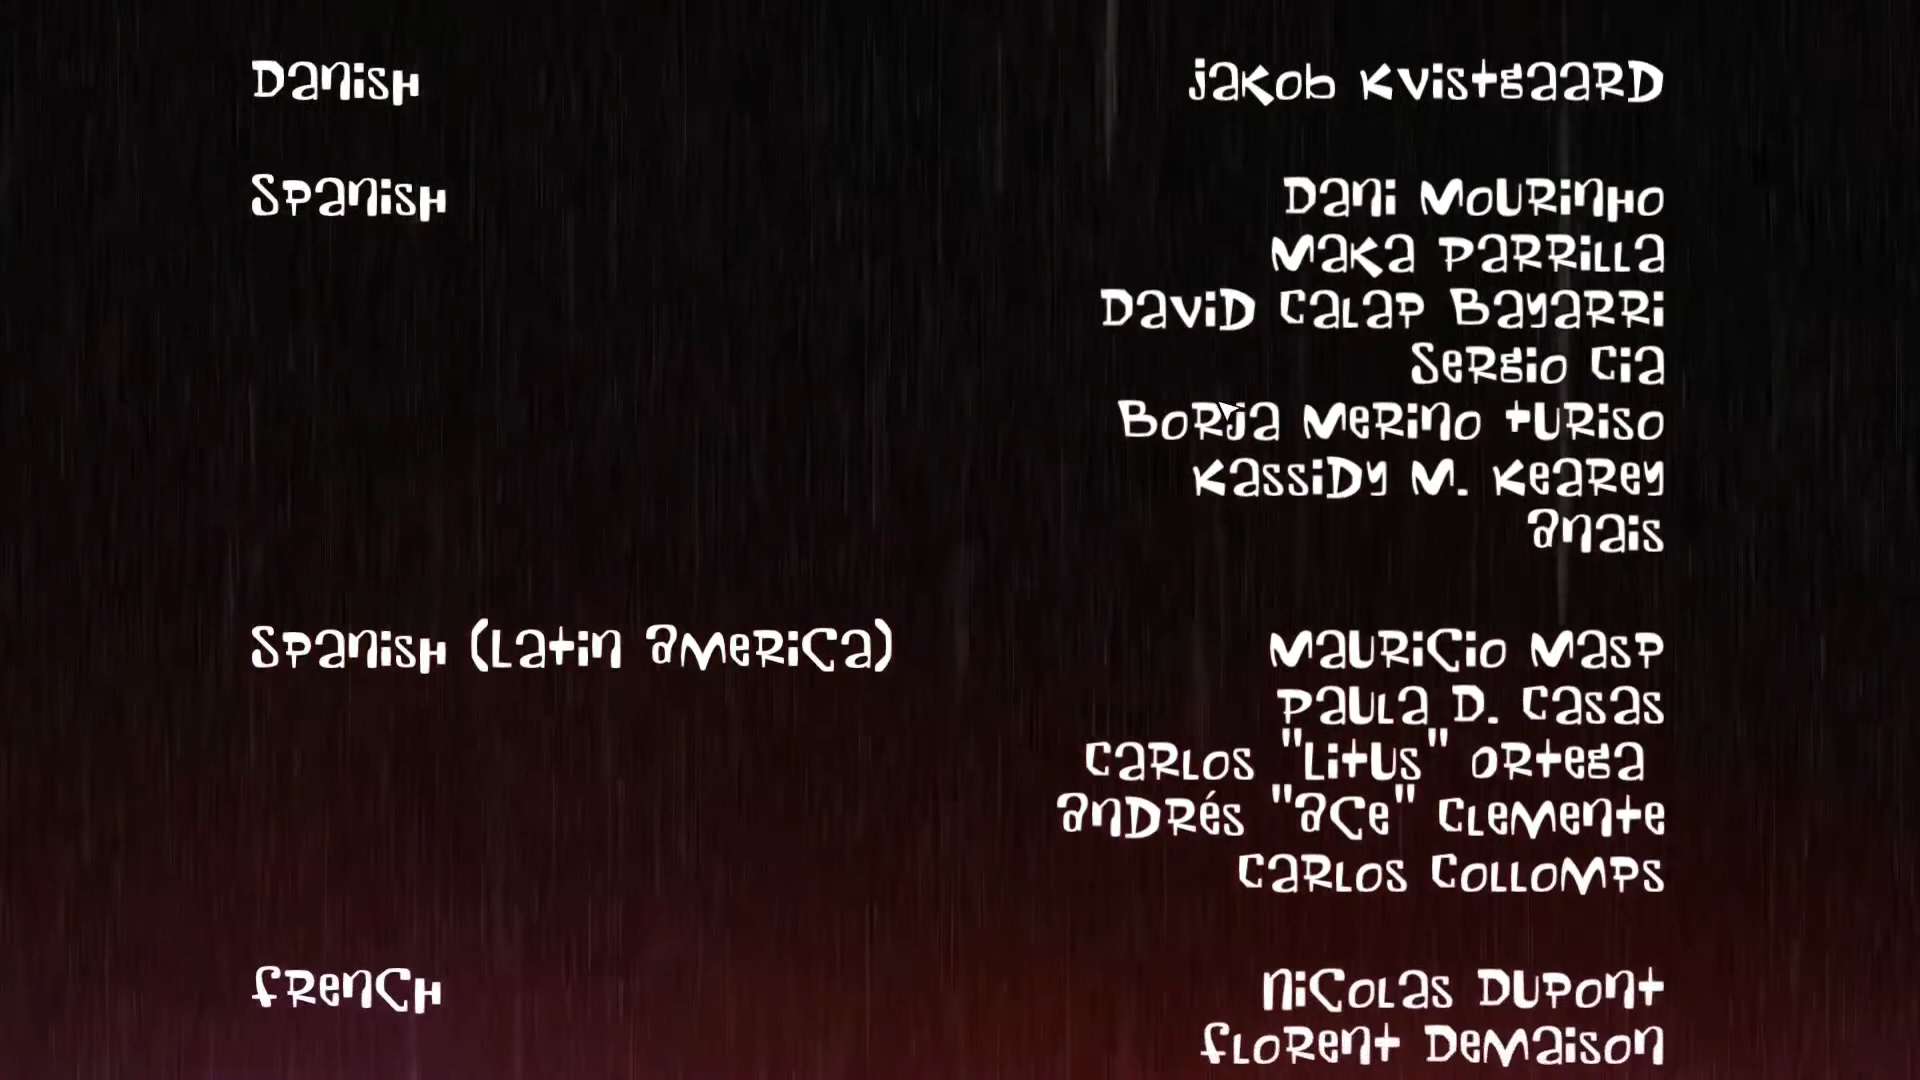 Danish Jakob Kvistgaard
Spanish Dani Mourinho
Maka Parrilla
David Calap Bayarri
Sergio Cia
Borja Merino Turiso
Kassidy M. Kearey
Anais
Spanish (Latin America) Mauricio Masp
Paula D. Casas
Carlos "Litus" Ortega
Andrés "Ace" Clemente
Carlos Collomps
French Nicolas Dupont
Florent Demaison